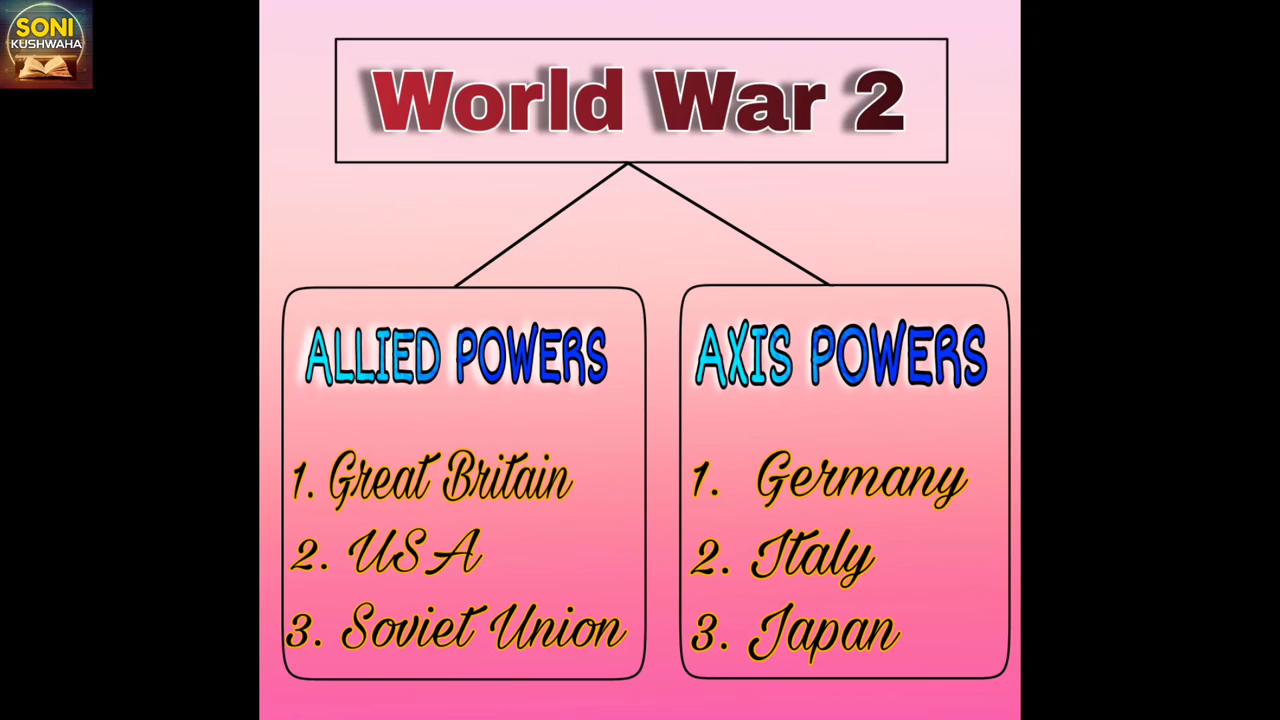 SONI
KUSHWAHA
World War 2
ALLIED POWERS
1. Great Britain
2. USA
3. Soviet Union
AXIS POWERS
1. Germany
2. Italy
3. Japan